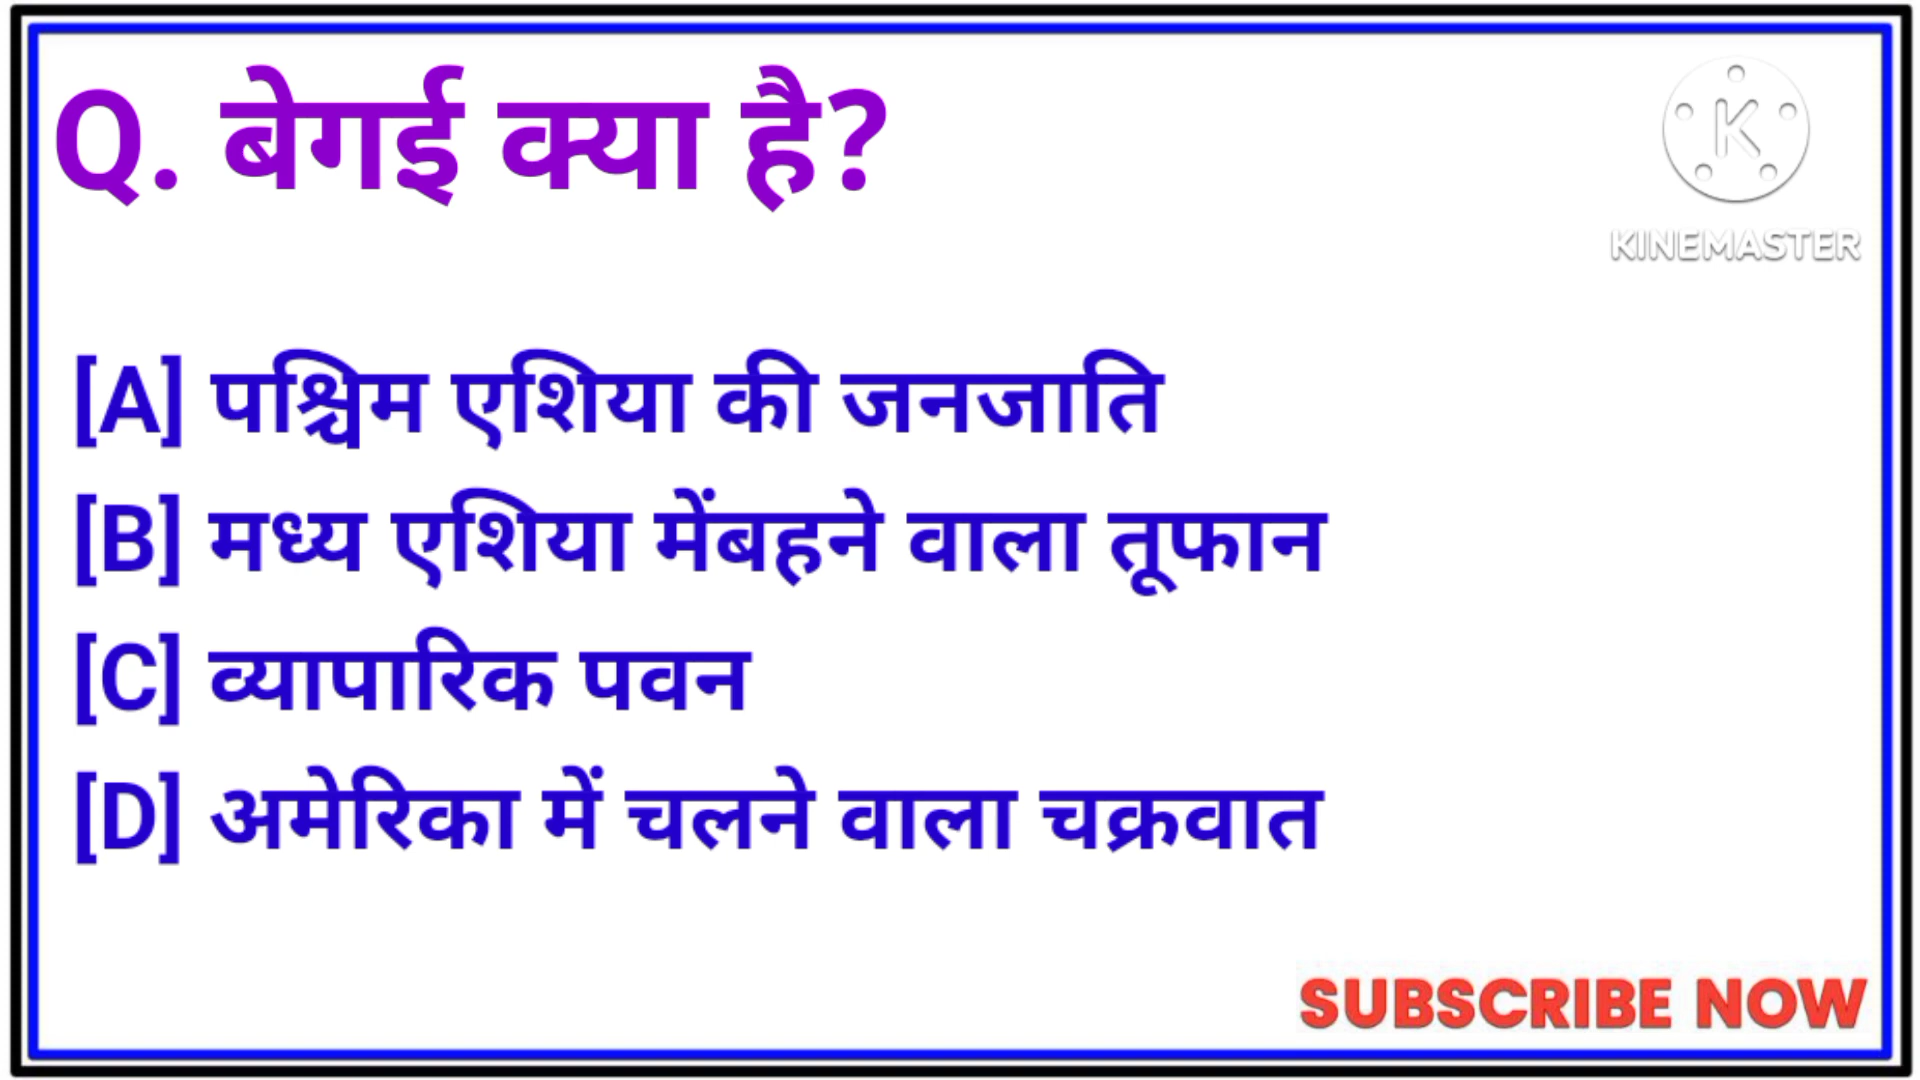 Q. बेगई क्या है?
KINEMASTER
[A] पश्चिम एशिया की जनजाति
[B] मध्य एशिया मेंबहने वाला तूफान
[C] व्यापारिक पवन
[D] अमेरिका में चलने वाला चक्रवात
SUBSCRIBE NOW